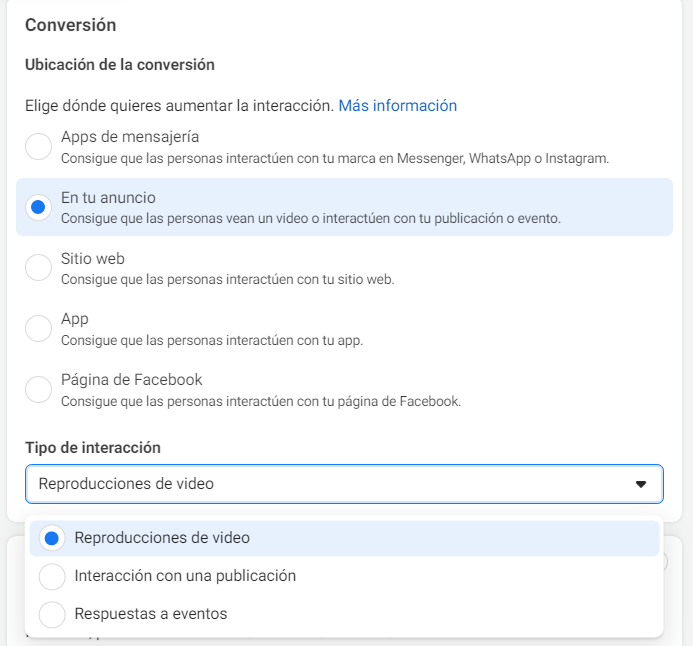 Conversión
Ubicación de la conversión
Elige dónde quieres aumentar la interacción. Más información
Apps de mensajería
Consigue que las personas interactúen con tu marca en Messenger, WhatsApp o Instagram.
En tu anuncio
Consigue que las personas vean un video o interactúen con tu publicación o evento.
Sitio web
Consigue que las personas interactúen con tu sitio web.
App
Consigue que las personas interactúen con tu app.
Página de Facebook
Consigue que las personas interactúen con tu página de Facebook.
Tipo de interacción
Reproducciones de video
Reproducciones de video
Interacción con una publicación
Respuestas a eventos